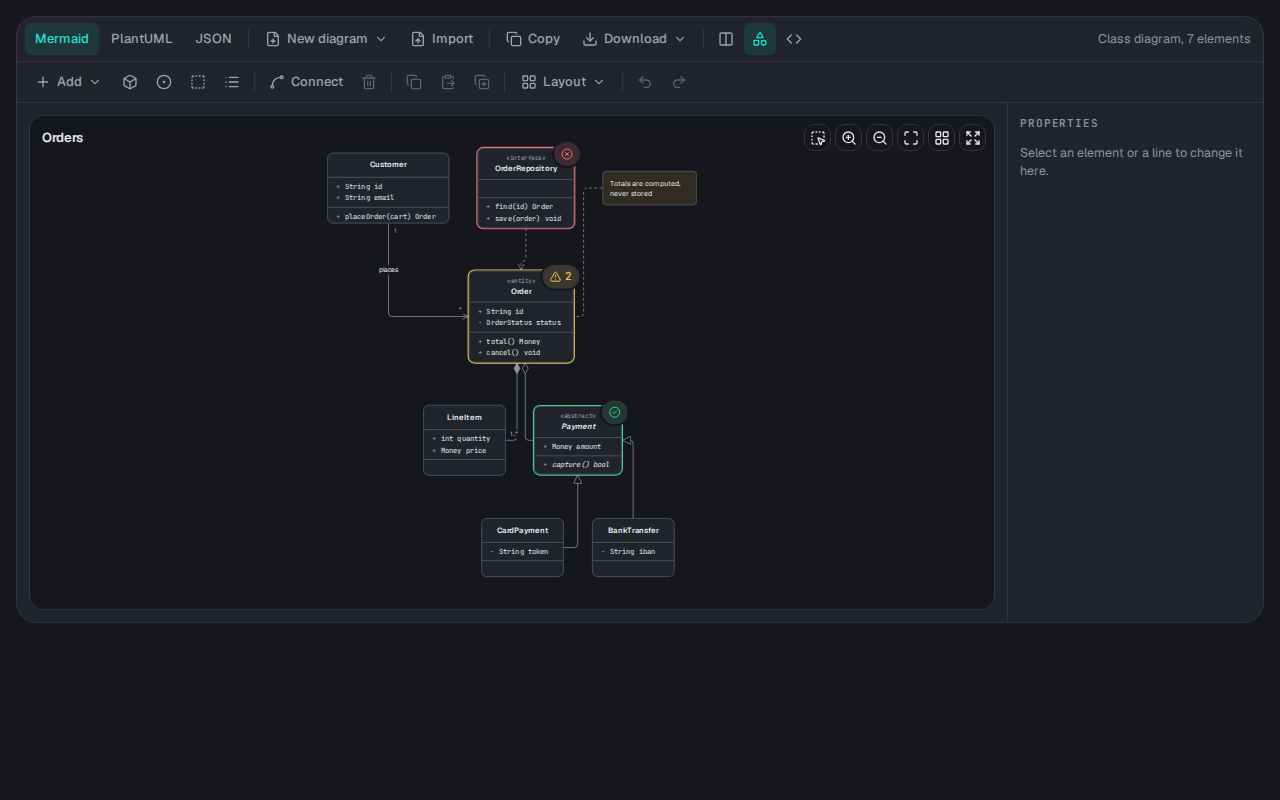 Mermaid PlantUML JSON New diagram Import Copy Download Class diagram, 7 elements
Add Connect Layout
Orders
PROPERTIES
Select an element or a line to change it
here.
Customer
+ String id
+ String email
+ placeOrder(cart) Order
1
places
*
«interface»
OrderRepository
+ find(id) Order
+ save(order) void
Totals are computed,
never stored
«entity»
Order
2
+ String id
- OrderStatus status
+ total() Money
+ cancel() void
LineItem
+ int quantity
+ Money price
1..*
«abstract»
Payment
+ Money amount
+ capture() bool
CardPayment
- String token
BankTransfer
- String iban